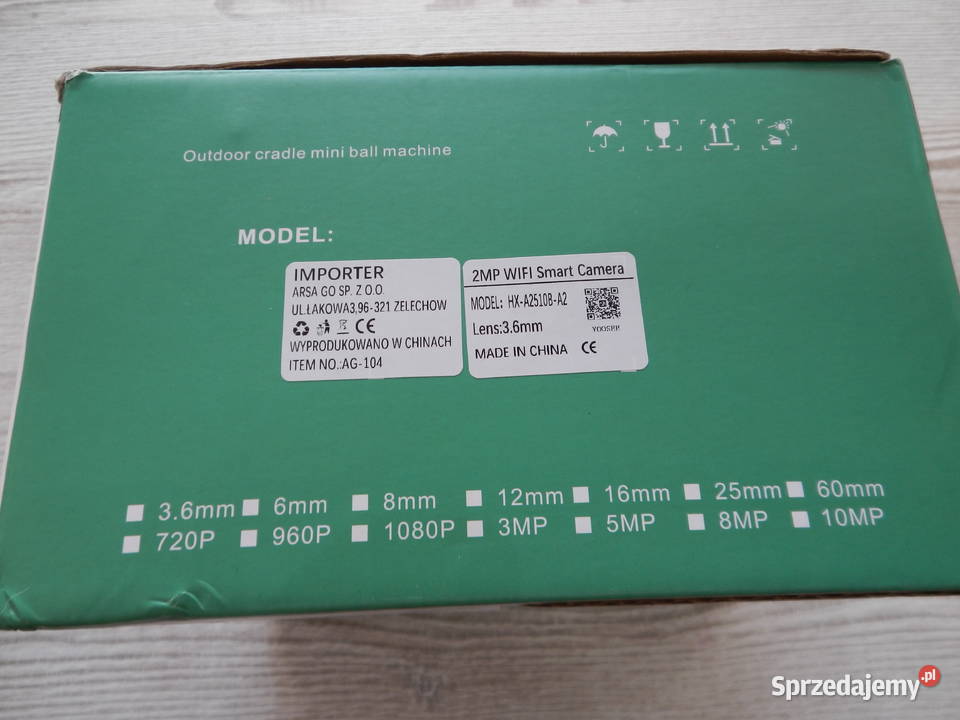 Outdoor cradle mini ball machine
MODEL:
IMPORTER
ARSA GO SP. Z O.O.
UL.ŁAKOWA3,96-321 ZELECHOW
CE
WYPRODUKOWANO W CHINACH
ITEM NO.:AG-104
2MP WIFI Smart Camera
MODEL: HX-A2510B-A2
YOOSEE
Lens:3.6mm
MADE IN CHINA CE
3.6mm 6mm 8mm 12mm 16mm 25mm 60mm
720P 960P 1080P 3MP 5MP 8MP 10MP
Sprzedajemy.pl